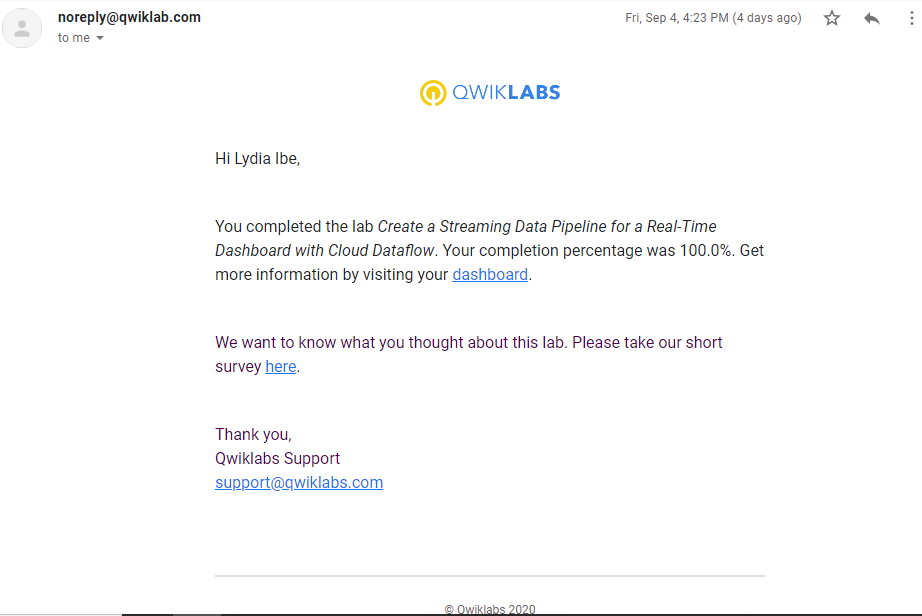 noreply@qwiklab.com
Fri, Sep 4, 4:23 PM (4 days ago)
to me
QWIKLABS
Hi Lydia Ibe,
You completed the lab Create a Streaming Data Pipeline for a Real-Time
Dashboard with Cloud Dataflow. Your completion percentage was 100.0%. Get
more information by visiting your dashboard.
We want to know what you thought about this lab. Please take our short
survey here.
Thank you,
Qwiklabs Support
support@qwiklabs.com
© Qwiklabs 2020